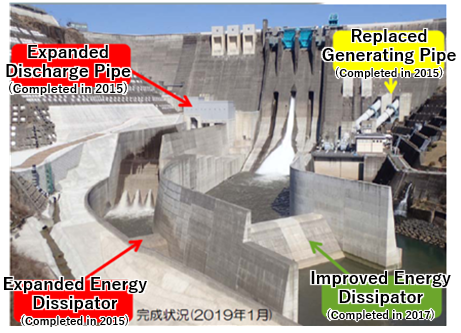 Expanded
Discharge Pipe
(Completed in 2015)
Replaced
Generating Pipe
(Completed in 2015)
Expanded Energy
Dissipator
(Completed in 2015)
完成状況(2019年1月)
Improved Energy
Dissipator
(Completed in 2017)